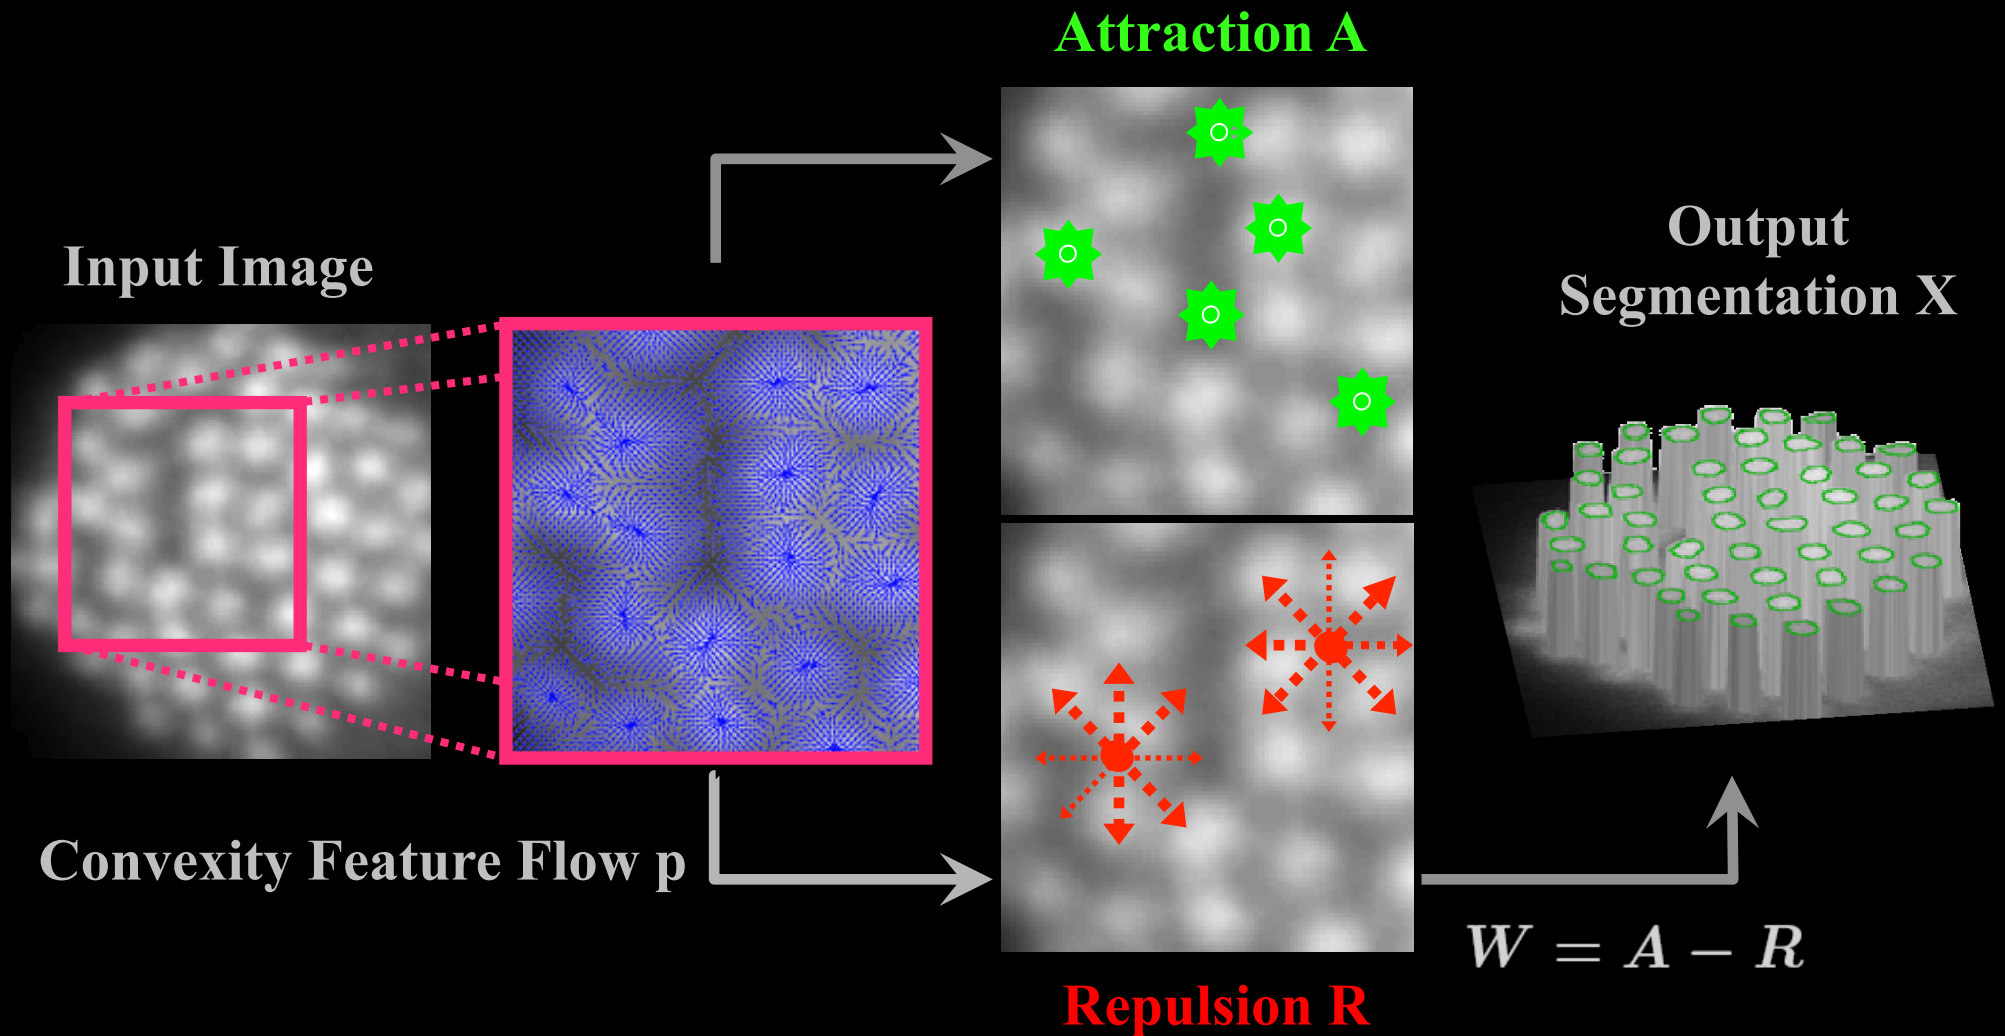 Attraction A
Input Image
Output
Segmentation X
Convexity Feature Flow p
W = A − R
Repulsion R